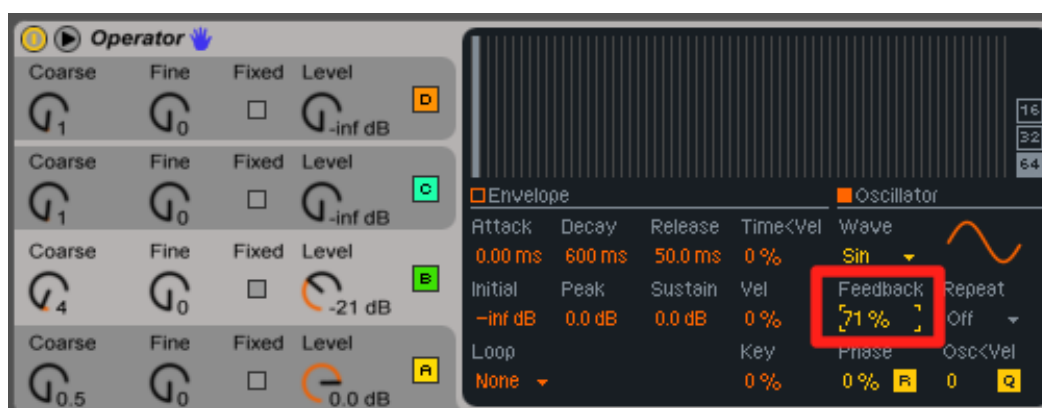 Operator
Coarse Fine Fixed Level
1 0 -inf dB D
Coarse Fine Fixed Level
1 0 -inf dB C
Coarse Fine Fixed Level
4 0 -21 dB B
Coarse Fine Fixed Level
0.5 0 0.0 dB A
16
32
64
Envelope Oscillator
Attack Decay Release Time<Vel Wave
0.00 ms 600 ms 50.0 ms 0 % Sin
Initial Peak Sustain Vel Feedback Repeat
-inf dB 0.0 dB 0.0 dB 0 % 71 % Off
Loop Key Phase Osc<Vel
None 0 % 0 % R 0 Q